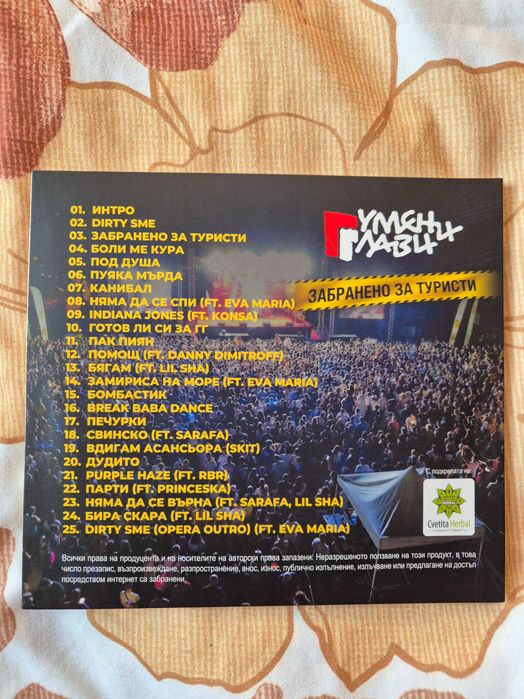 01. ИНТРО
02. DIRTY SME
03. ЗАБРАНЕНО ЗА ТУРИСТИ
04. БОЛИ МЕ КУРА
05. ПОД ДУША
06. ПУЯКА МЪРДА
07. КАНИБАЛ
08. НЯМА ДА СЕ СПИ (FT. EVA MARIA)
09. INDIANA JONES (FT. KONSA)
10. ГОТОВ ЛИ СИ ЗА ГГ
11. ПАК ПИЯН
12. ПОМОЩ (FT. DANNY DIMITROFF)
13. БЯГАМ (FT. LIL SHA)
14. ЗАМИРИСА НА МОРЕ (FT. EVA MARIA)
15. БОМБАСТИК
16. BREAK BABA DANCE
17. ПЕЧУРКИ
18. СВИНСКО (FT. SARAFA)
19. ВДИГАМ АСАНСЬОРА (SKIT)
20. ДУДИТО
21. PURPLE HAZE (FT. RBR)
22. ПАРТИ (FT. PRINCESKA)
23. НЯМА ДА СЕ ВЪРНА (FT. SARAFA, LIL SHA)
24. БИРА СКАРА (FT. LIL SHA)
25. DIRTY SME (OPERA OUTRO) (FT. EVA MARIA)
ГУМЕНИ
ГЛАВЦИ
ЗАБРАНЕНО ЗА ТУРИСТИ
С подкрепата на:
HERBAL
Cvetita Herbal
Всички права на продуцента и на носителите на авторски права запазени. Неразрешеното ползване на този продукт, в това
число презапис, възпроизвеждане, разпространение, внос, износ, публично изпълнение, излъчване или предлагане на достъп
посредством интернет са забранени.